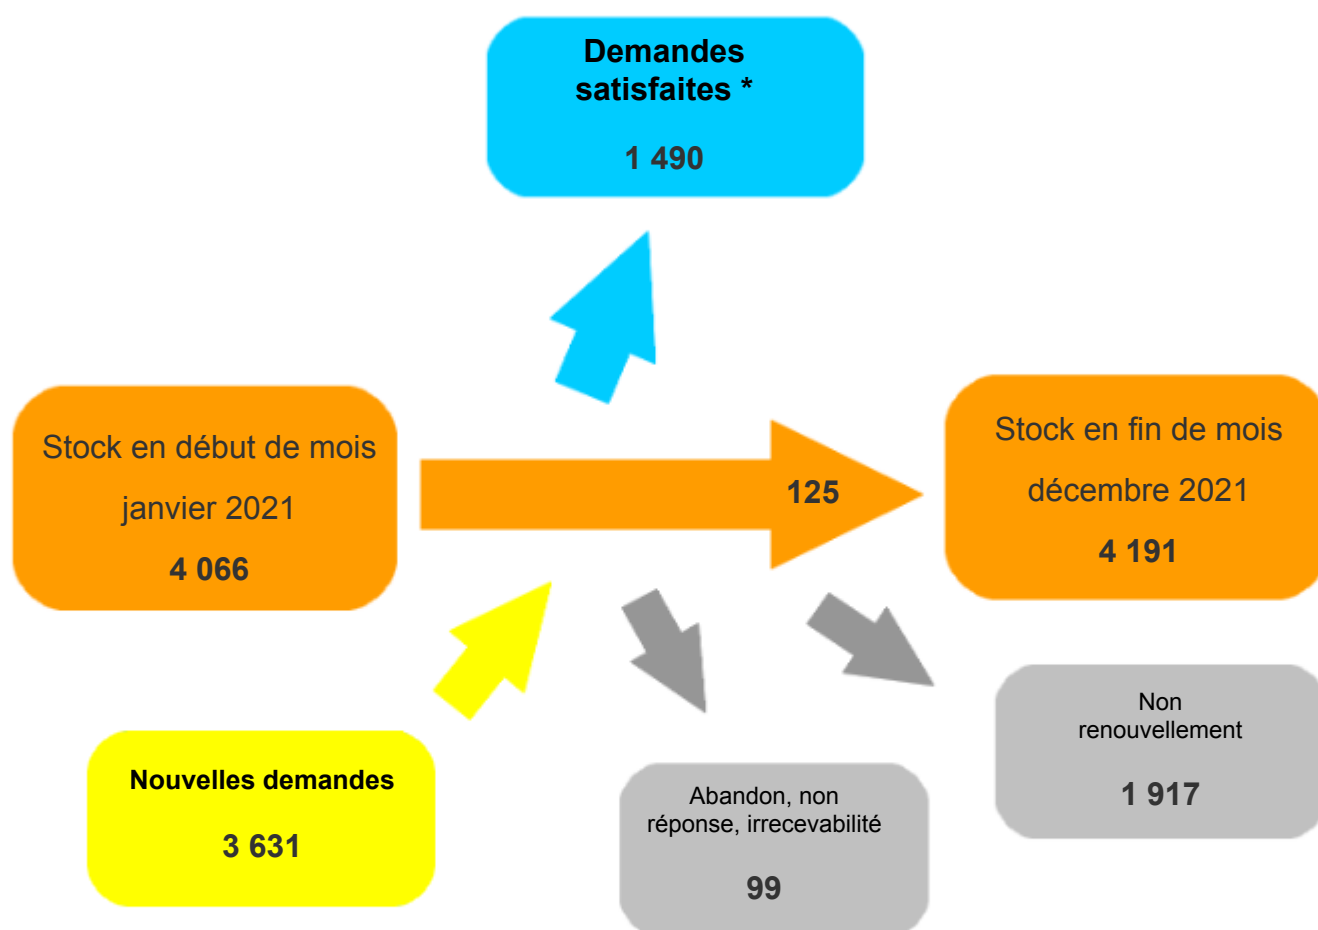 Demandes
satisfaites *
1 490
Stock en début de mois
janvier 2021
4 066
125
Stock en fin de mois
décembre 2021
4 191
Nouvelles demandes
3 631
Abandon, non
réponse, irrecevabilité
99
Non
renouvellement
1 917